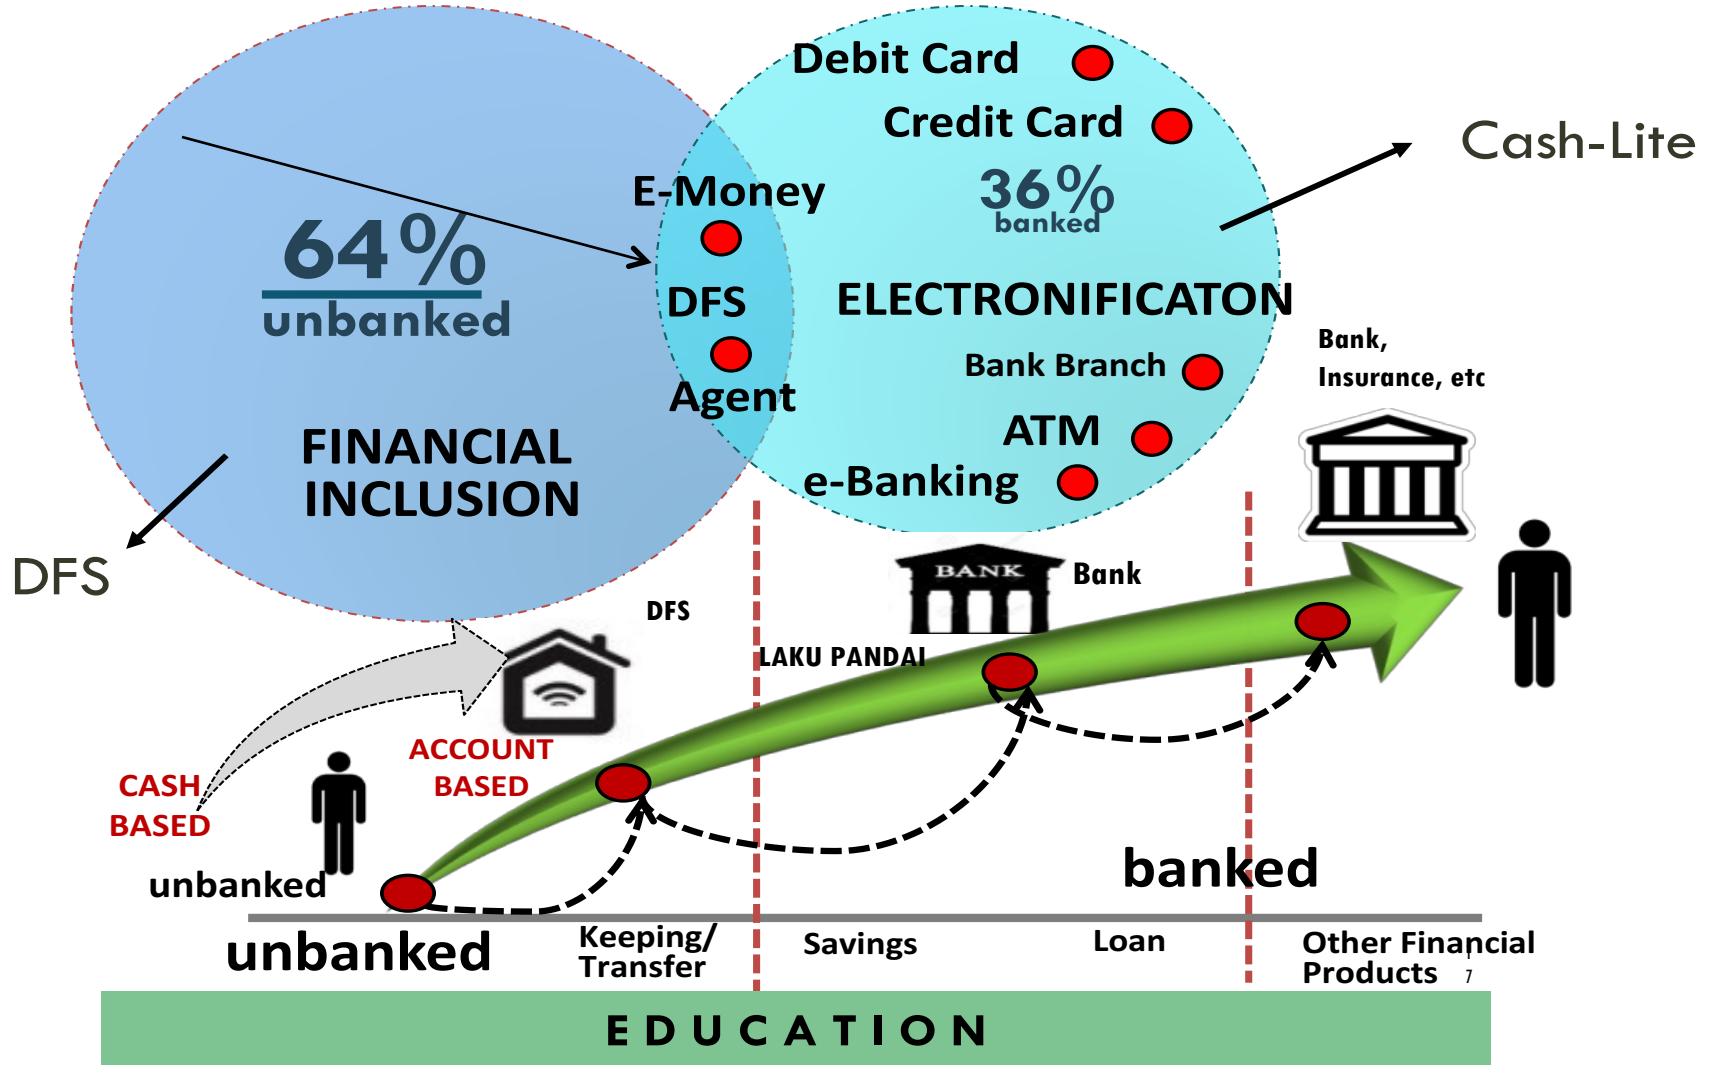 Debit Card
Credit Card
Cash-Lite
E-Money
36%
banked
64%
unbanked
DFS
ELECTRONIFICATON
Bank,
Insurance, etc
Bank Branch
Agent
ATM
FINANCIAL
INCLUSION
e-Banking
DFS
BANK
Bank
DFS
LAKU PANDAI
ACCOUNT
BASED
CASH
BASED
unbanked
banked
unbanked
Keeping/
Transfer
Savings
Loan
Other Financial
Products
1
7
EDUCATION